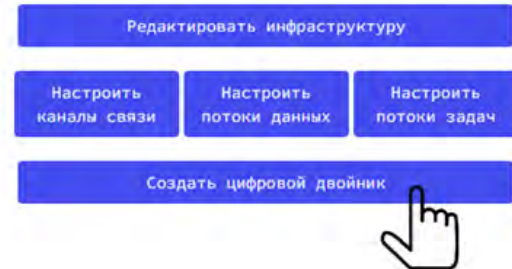 Редактировать инфраструктуру
Настроить
каналы связи
Настроить
потоки данных
Настроить
потоки задач
Создать цифровой двойник